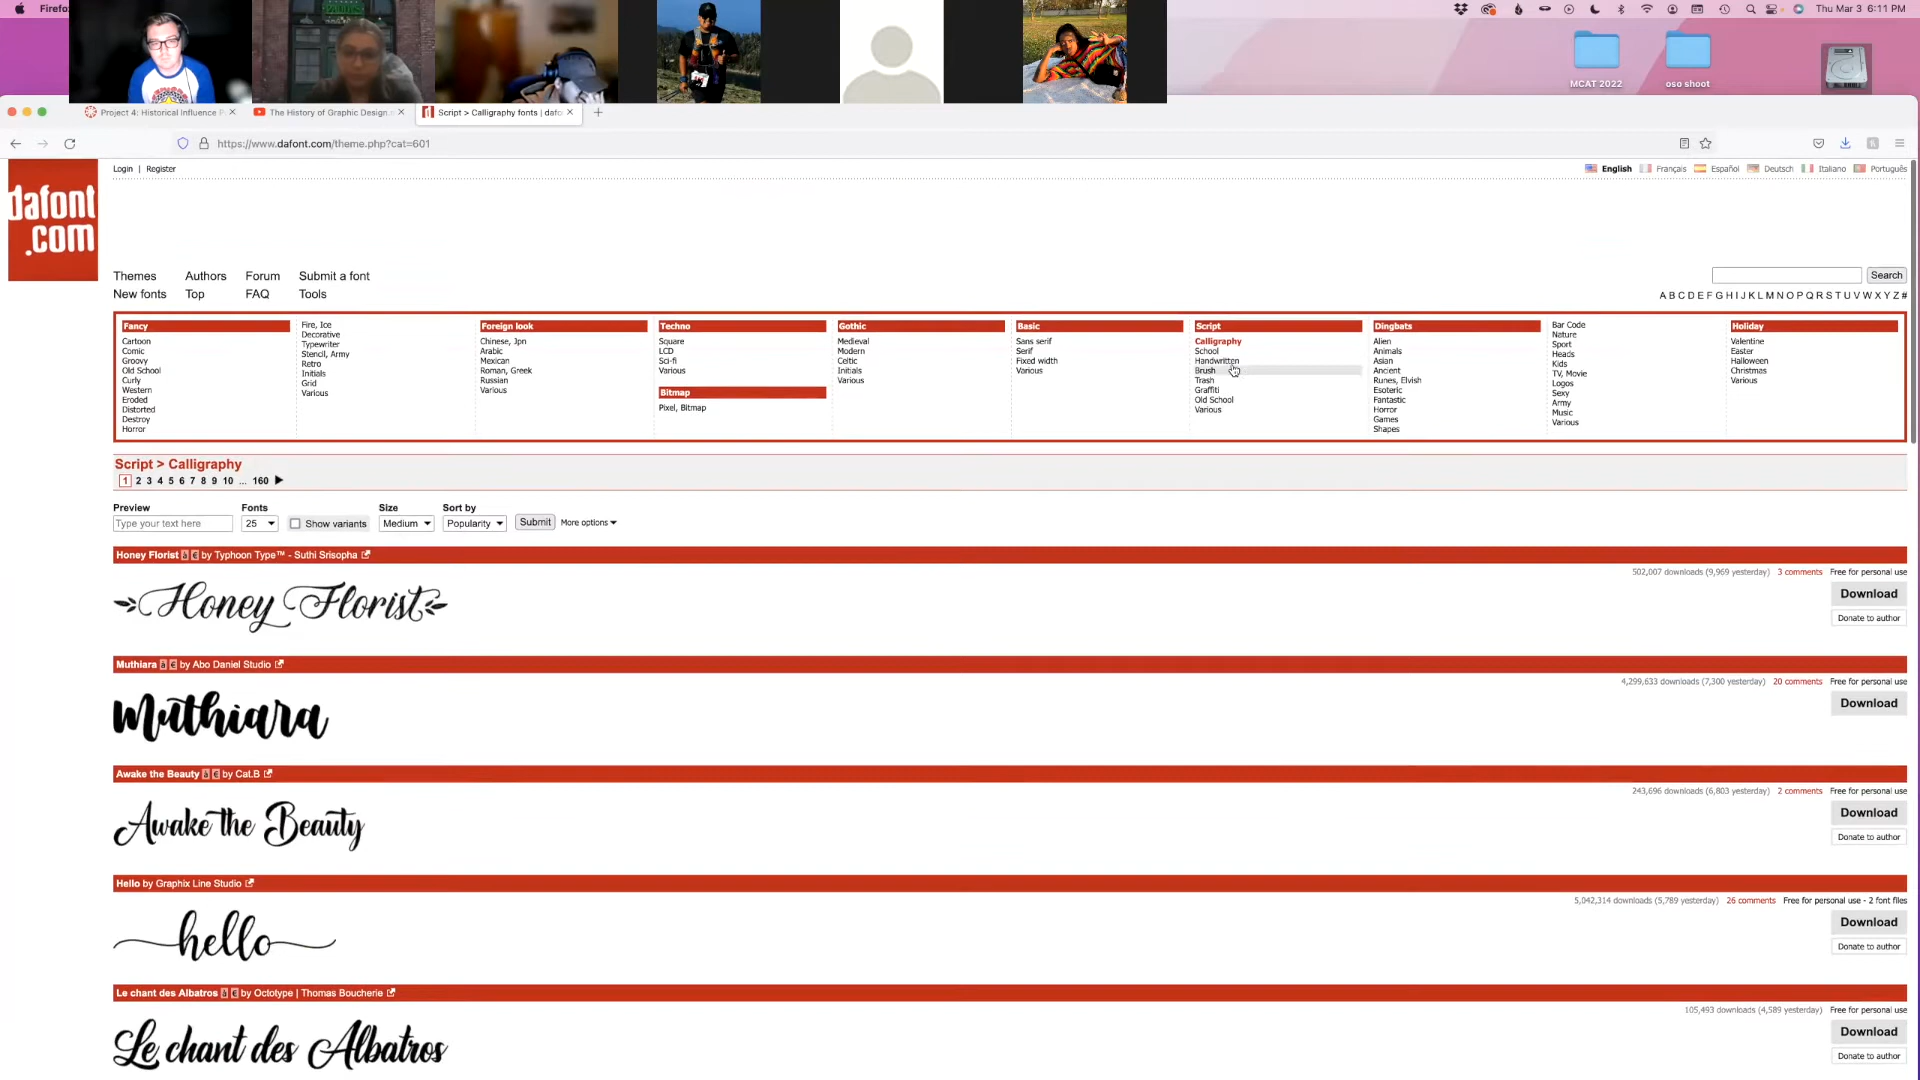 Firefox
Thu Mar 3 6:11 PM
MCAT 2022
oso shoot
Project 4: Historical Influence P
The History of Graphic Design
Script > Calligraphy fonts | dafo
https://www.dafont.com/theme.php?cat=601
dafont
.com
Login | Register
English Français Español Deutsch Italiano Português
Themes Authors Forum Submit a font
New fonts Top FAQ Tools
Search
A B C D E F G H I J K L M N O P Q R S T U V W X Y Z #
Fancy
Cartoon
Comic
Groovy
Old School
Curly
Western
Eroded
Distorted
Destroy
Horror
Fire, Ice
Decorative
Typewriter
Stencil, Army
Retro
Initials
Grid
Various
Foreign look
Chinese, Jpn
Arabic
Mexican
Roman, Greek
Russian
Various
Techno
Square
LCD
Sci-fi
Various
Bitmap
Pixel, Bitmap
Gothic
Medieval
Modern
Celtic
Initials
Various
Basic
Sans serif
Serif
Fixed width
Various
Script
Calligraphy
School
Handwritten
Brush
Trash
Graffiti
Old School
Various
Dingbats
Alien
Animals
Asian
Ancient
Runes, Elvish
Esoteric
Fantastic
Horror
Games
Shapes
Bar Code
Nature
Sport
Heads
Kids
TV, Movie
Logos
Sexy
Army
Music
Various
Holiday
Valentine
Easter
Halloween
Christmas
Various
Script > Calligraphy
1 2 3 4 5 6 7 8 9 10 ... 160
Preview Fonts Size Sort by
Type your text here 25 Show variants Medium Popularity Submit More options
Honey Florist à € by Typhoon Type™ - Suthi Srisopha
502,007 downloads (9,969 yesterday) 3 comments Free for personal use
Honey Florist
Download
Donate to author
Muthiara à € by Abo Daniel Studio
4,299,633 downloads (7,300 yesterday) 20 comments Free for personal use
Muthiara
Download
Awake the Beauty à € by Cat.B
243,696 downloads (6,803 yesterday) 2 comments Free for personal use
Awake the Beauty
Download
Donate to author
Hello by Graphix Line Studio
5,042,314 downloads (5,789 yesterday) 26 comments Free for personal use - 2 font files
hello
Download
Donate to author
Le chant des Albatros à € by Octotype | Thomas Boucherie
105,493 downloads (4,589 yesterday) Free for personal use
Le chant des Albatros
Download
Donate to author